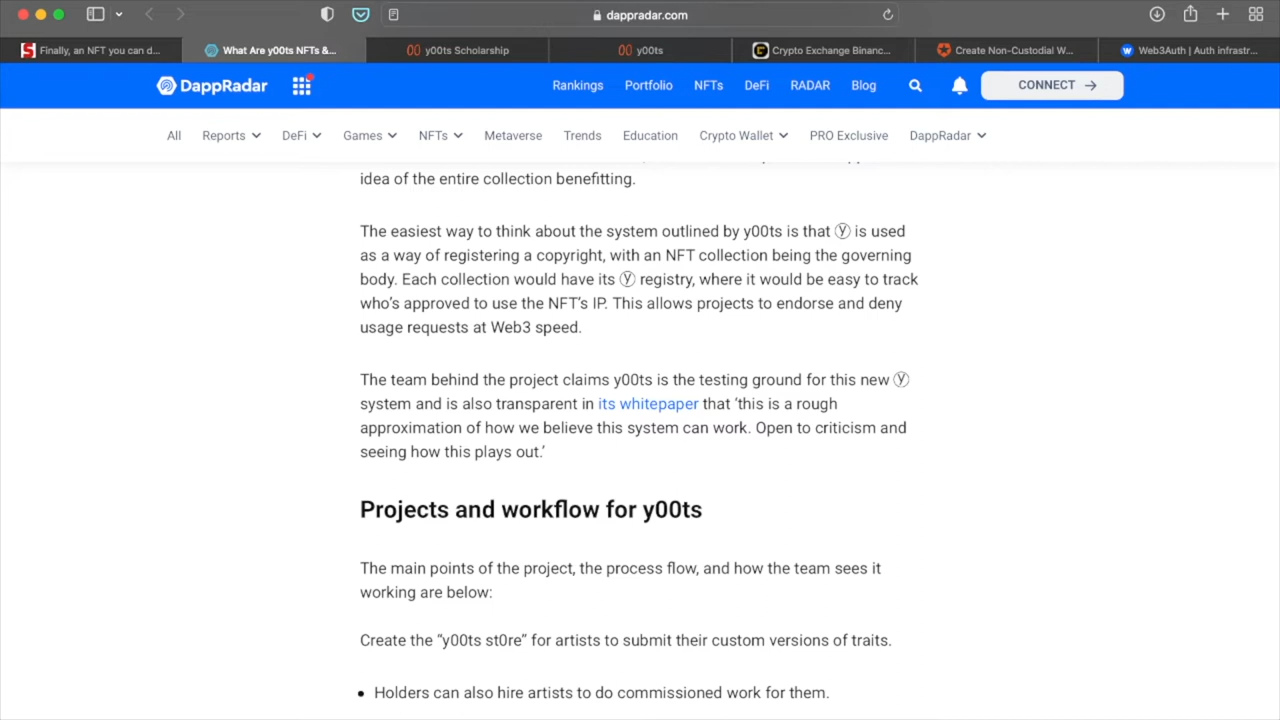 dappradar.com
Finally, an NFT you can d...
What Are y00ts NFTs &...
y00ts Scholarship
y00ts
Crypto Exchange Binanc...
Create Non-Custodial W...
Web3Auth | Auth infrastr...
DappRadar
Rankings
Portfolio
NFTs
DeFi
RADAR
Blog
CONNECT →
All
Reports
DeFi
Games
NFTs
Metaverse
Trends
Education
Crypto Wallet
PRO Exclusive
DappRadar
idea of the entire collection benefitting.
The easiest way to think about the system outlined by y00ts is that Ⓨ is used
as a way of registering a copyright, with an NFT collection being the governing
body. Each collection would have its Ⓨ registry, where it would be easy to track
who's approved to use the NFT's IP. This allows projects to endorse and deny
usage requests at Web3 speed.
The team behind the project claims y00ts is the testing ground for this new Ⓨ
system and is also transparent in its whitepaper that ‘this is a rough
approximation of how we believe this system can work. Open to criticism and
seeing how this plays out.’
Projects and workflow for y00ts
The main points of the project, the process flow, and how the team sees it
working are below:
Create the “y00ts st0re” for artists to submit their custom versions of traits.
• Holders can also hire artists to do commissioned work for them.